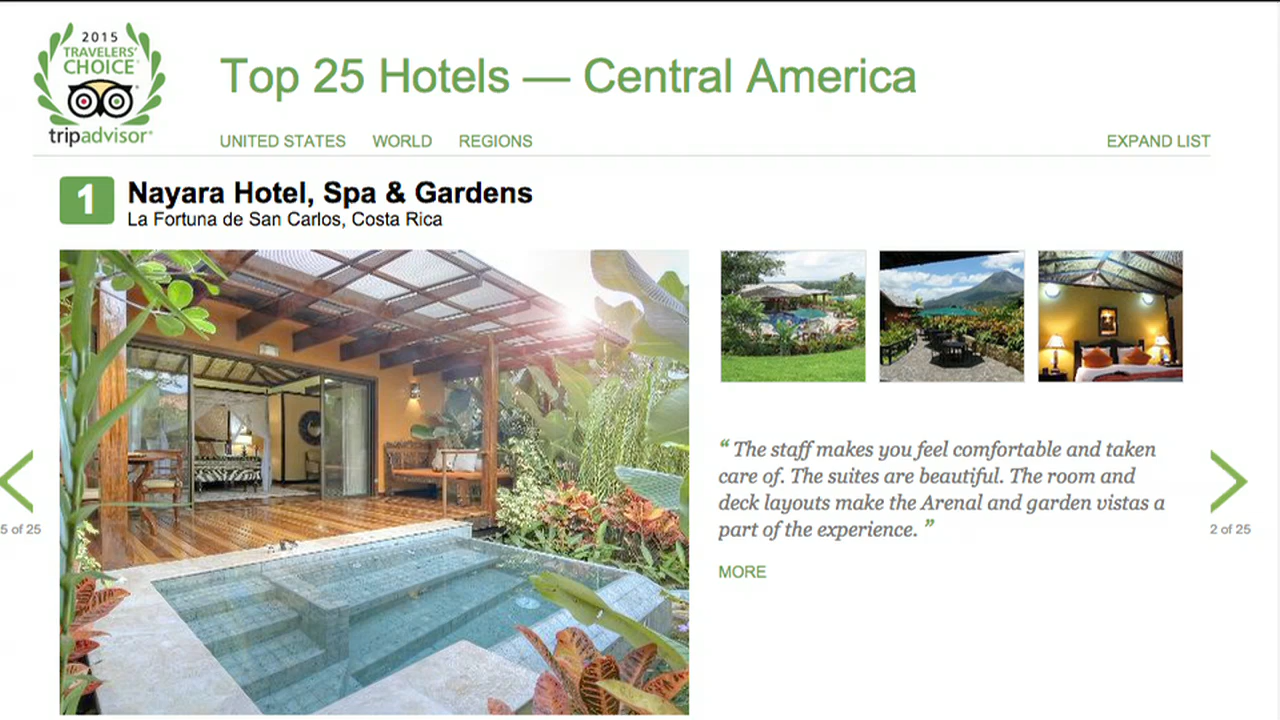 2015
TRAVELERS'
CHOICE
tripadvisor®
Top 25 Hotels — Central America
UNITED STATES WORLD REGIONS EXPAND LIST
1 Nayara Hotel, Spa & Gardens
La Fortuna de San Carlos, Costa Rica
“ The staff makes you feel comfortable and taken
care of. The suites are beautiful. The room and
deck layouts make the Arenal and garden vistas a
part of the experience. ”
5 of 25
2 of 25
MORE